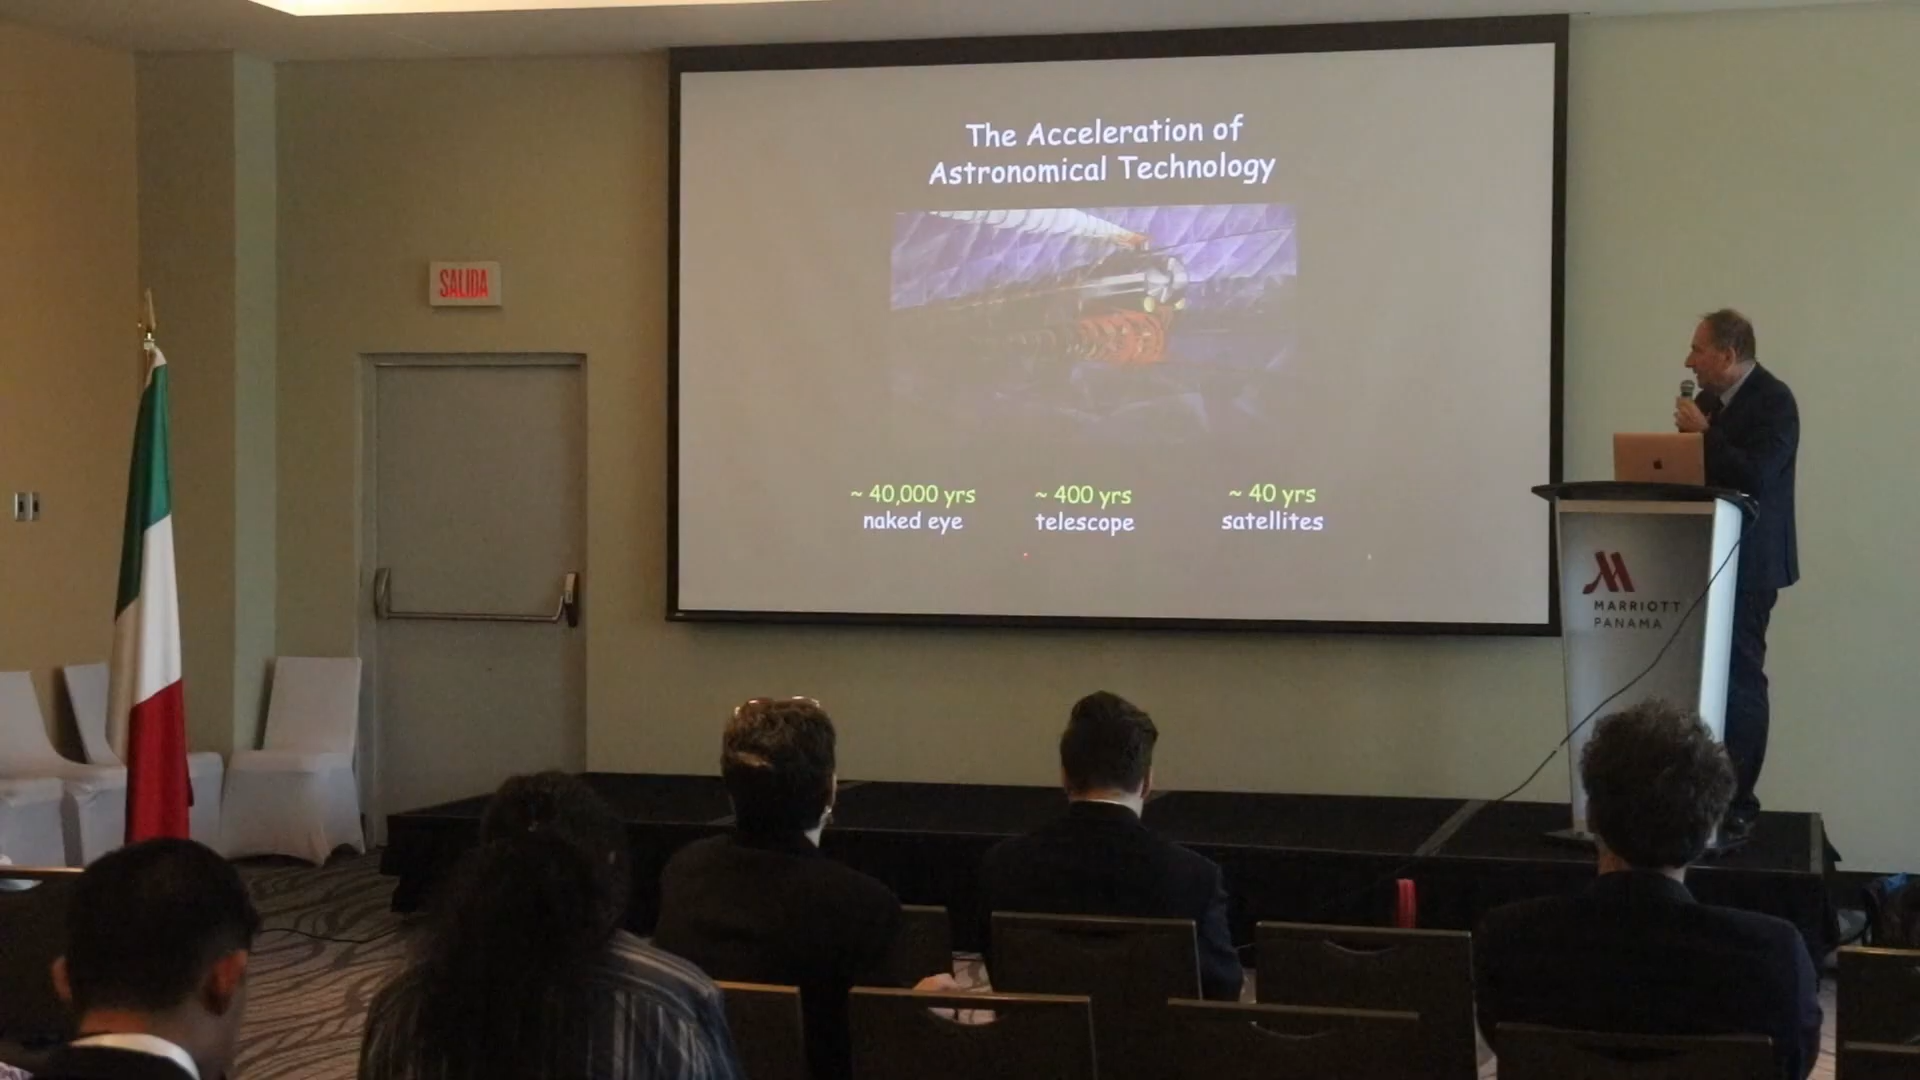 The Acceleration of
Astronomical Technology
SALIDA
~ 40,000 yrs
naked eye
~ 400 yrs
telescope
~ 40 yrs
satellites
MARRIOTT
PANAMA